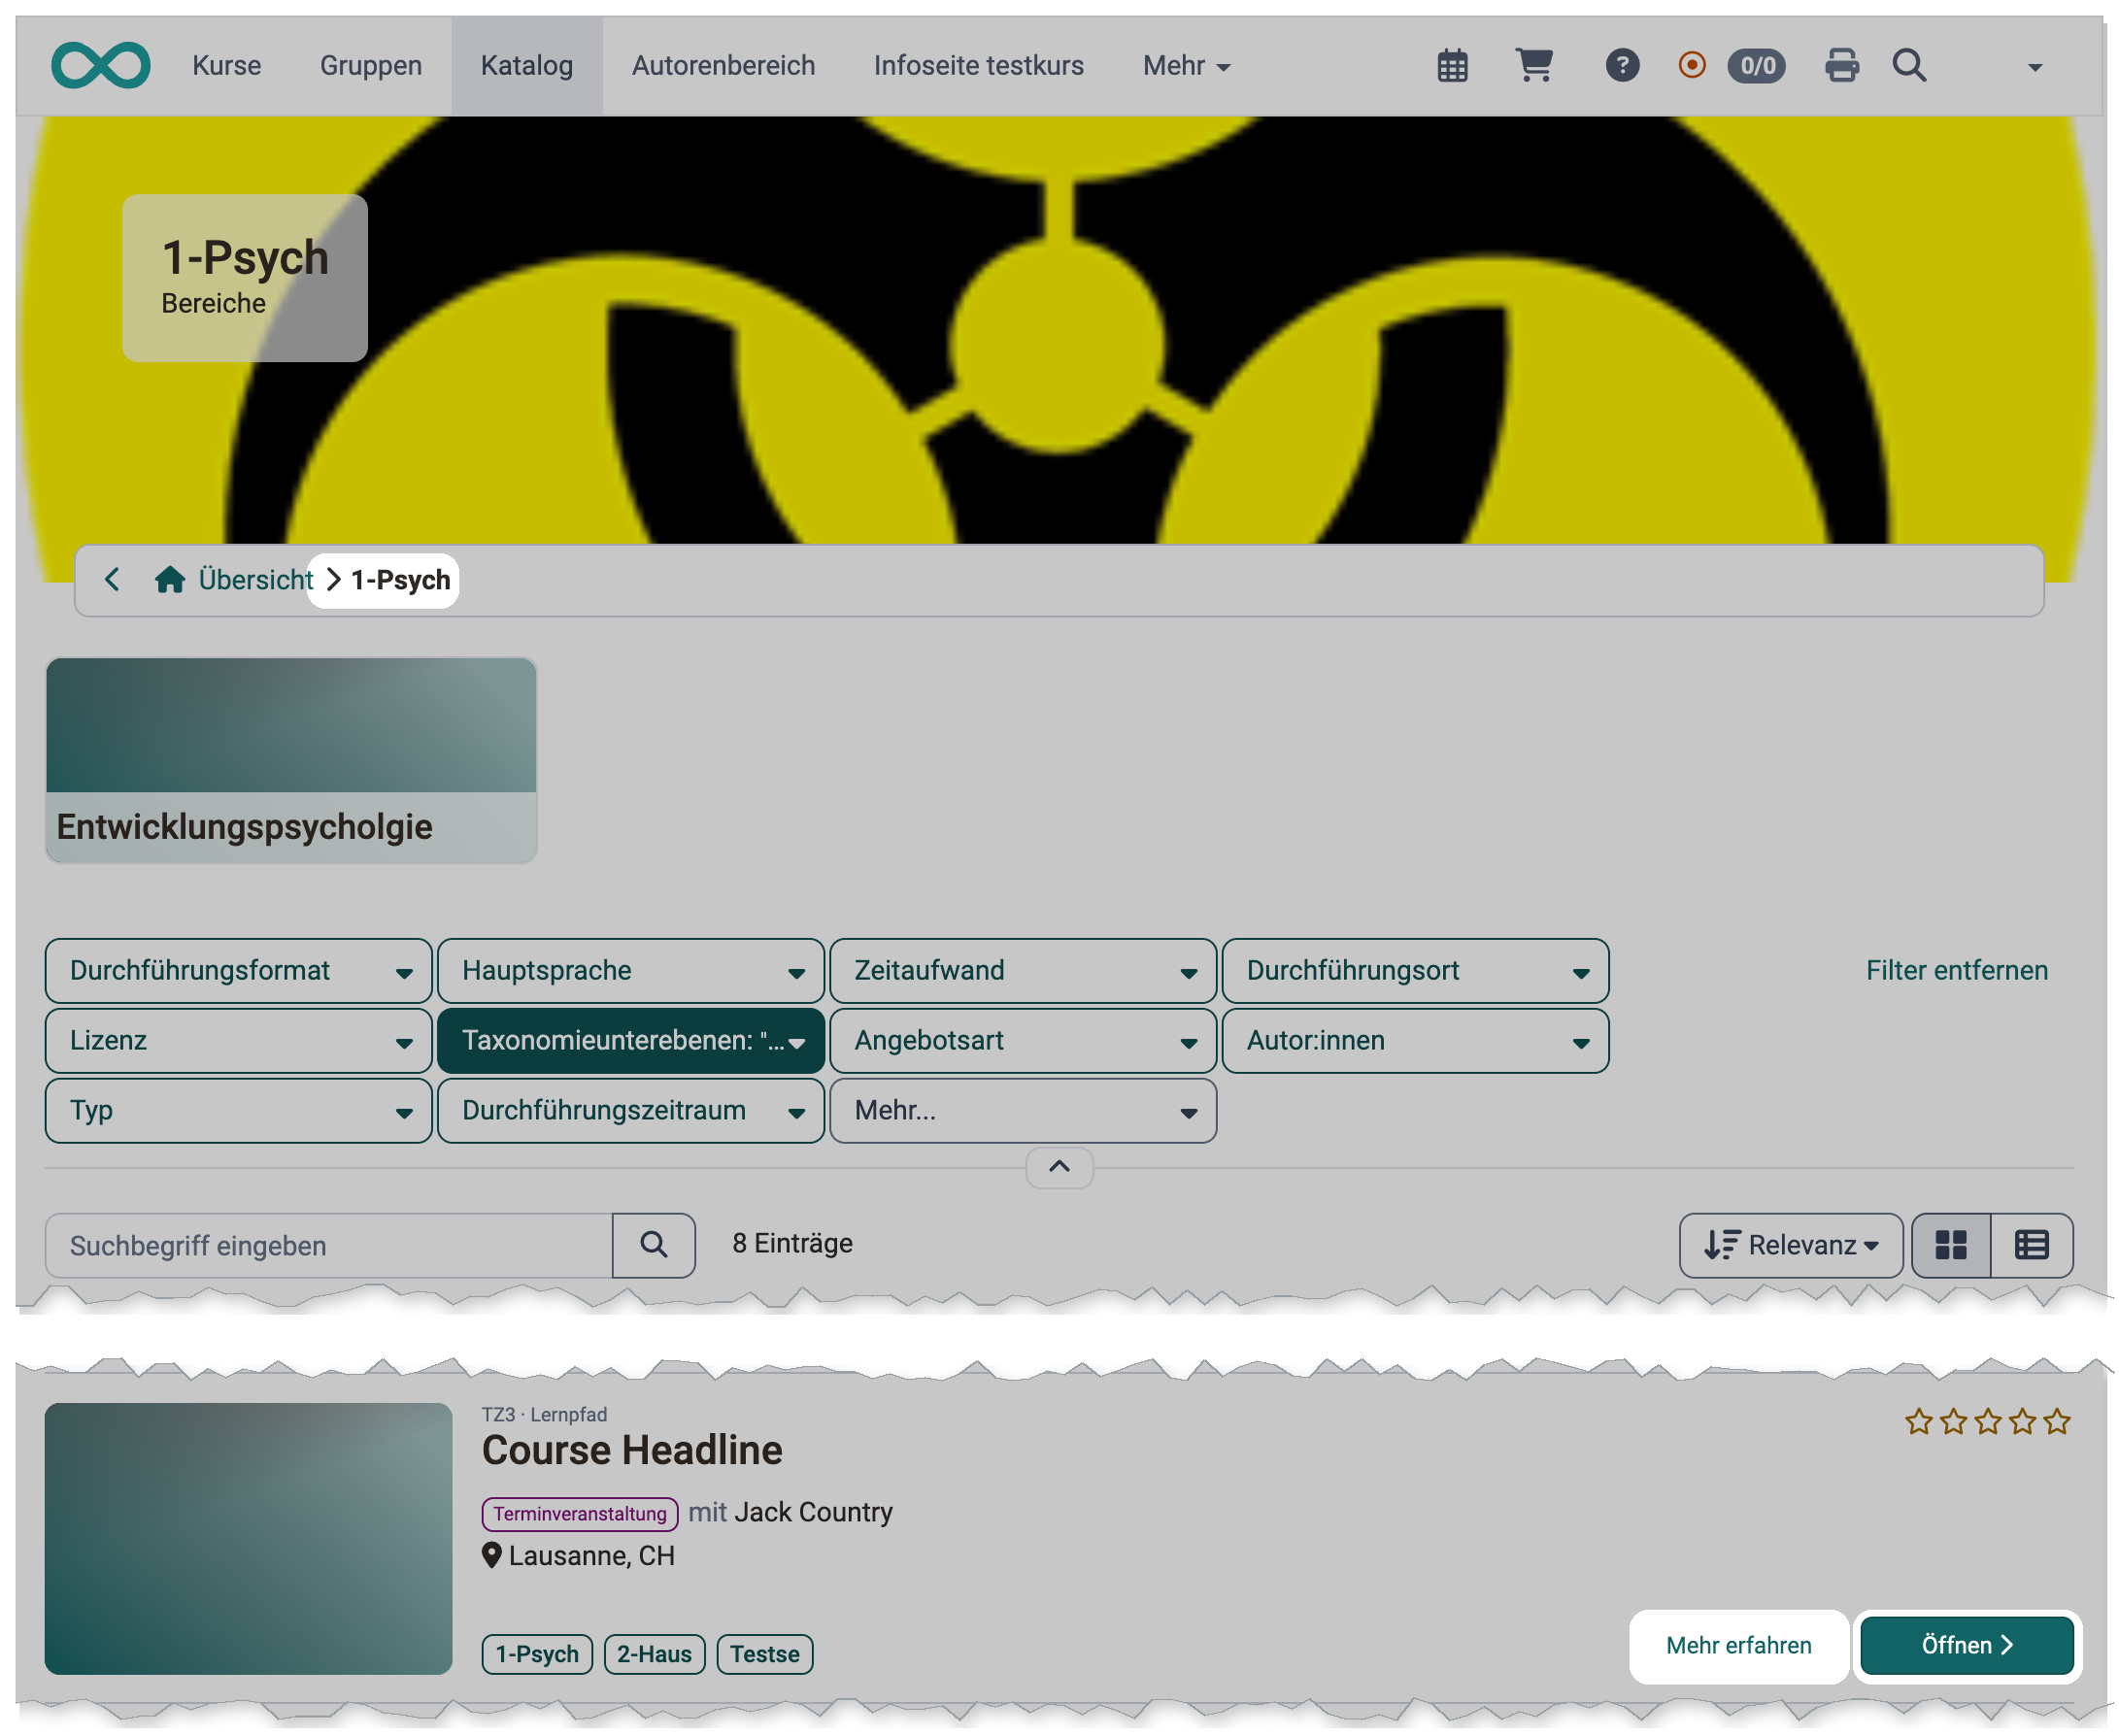 Kurse Gruppen Katalog Autorenbereich Infoseite testkurs Mehr 0/0
1-Psych
Bereiche
Übersicht 1-Psych
Entwicklungspsycholgie
Durchführungsformat Hauptsprache Zeitaufwand Durchführungsort Filter entfernen
Lizenz Taxonomieunterebenen: "... Angebotsart Autor:innen
Typ Durchführungszeitraum Mehr...
Suchbegriff eingeben 8 Einträge Relevanz
TZ3 · Lernpfad
Course Headline
Terminveranstaltung mit Jack Country
Lausanne, CH
1-Psych 2-Haus Testse Mehr erfahren Öffnen